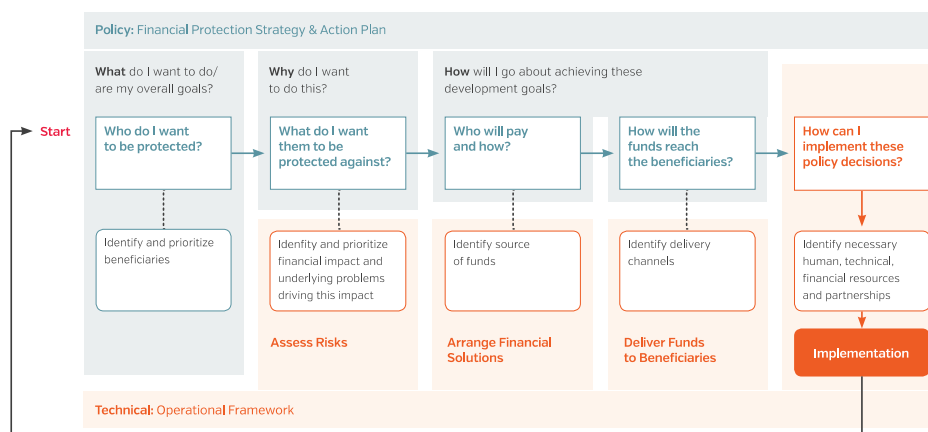 Policy: Financial Protection Strategy & Action Plan
What do I want to do/
are my overall goals?
Why do I want
to do this?
How will I go about achieving these
development goals?
Start
Who do I want
to be protected?
What do I want
them to be
protected against?
Who will pay
and how?
How will the
funds reach
the beneficiaries?
How can I
implement these
policy decisions?
Identify and prioritize
beneficiaries
Idenfity and prioritize
financial impact and
underlying problems
driving this impact
Identify source
of funds
Identify delivery
channels
Identify necessary
human, technical,
financial resources
and partnerships
Assess Risks
Arrange Financial
Solutions
Deliver Funds
to Beneficiaries
Implementation
Technical: Operational Framework